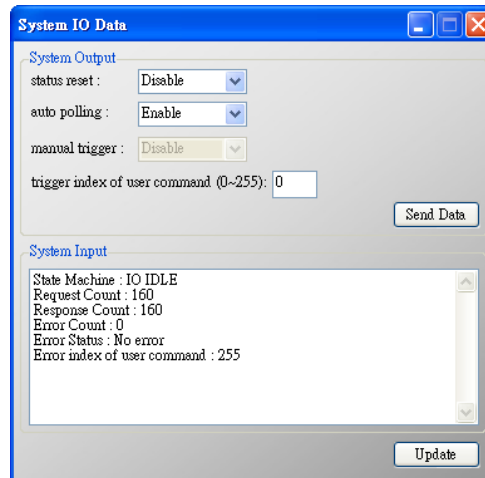 System IO Data
System Output
status reset : Disable
auto polling : Enable
manual trigger : Disable
trigger index of user command (0~255): 0
Send Data
System Input
State Machine : IO IDLE
Request Count : 160
Response Count : 160
Error Count : 0
Error Status : No error
Error index of user command : 255
Update